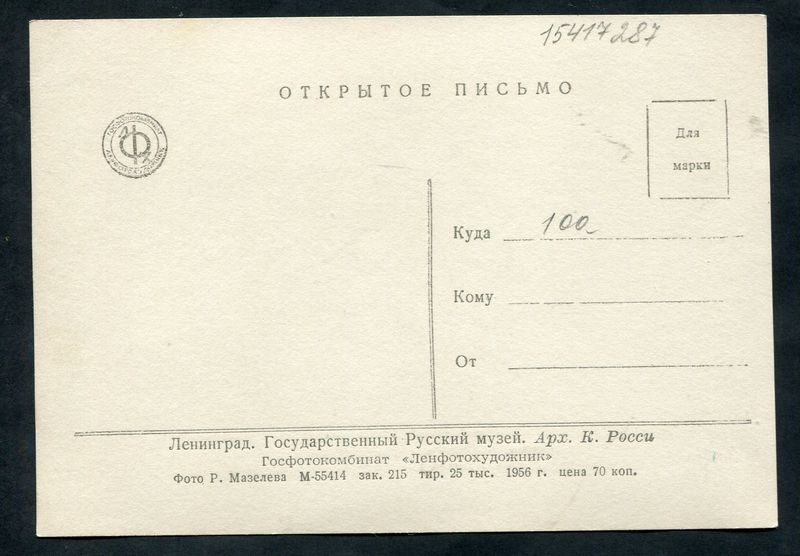 15417287
ОТКРЫТОЕ ПИСЬМО
Для
марки
Куда 100
Кому
От
Ленинград. Государственный Русский музей. Арх. К. Росси
Госфотокомбинат «Ленфотохудожник»
Фото Р. Мазелева М-55414 зак. 215 тир. 25 тыс. 1956 г. цена 70 коп.